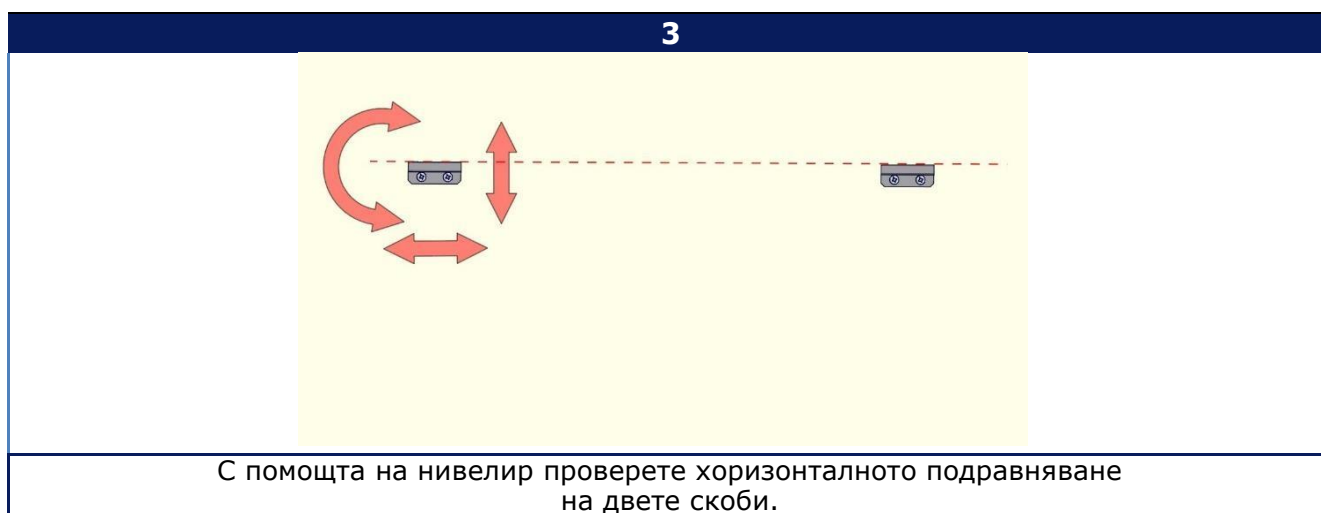 3
С помощта на нивелир проверете хоризонталното подравняване
на двете скоби.